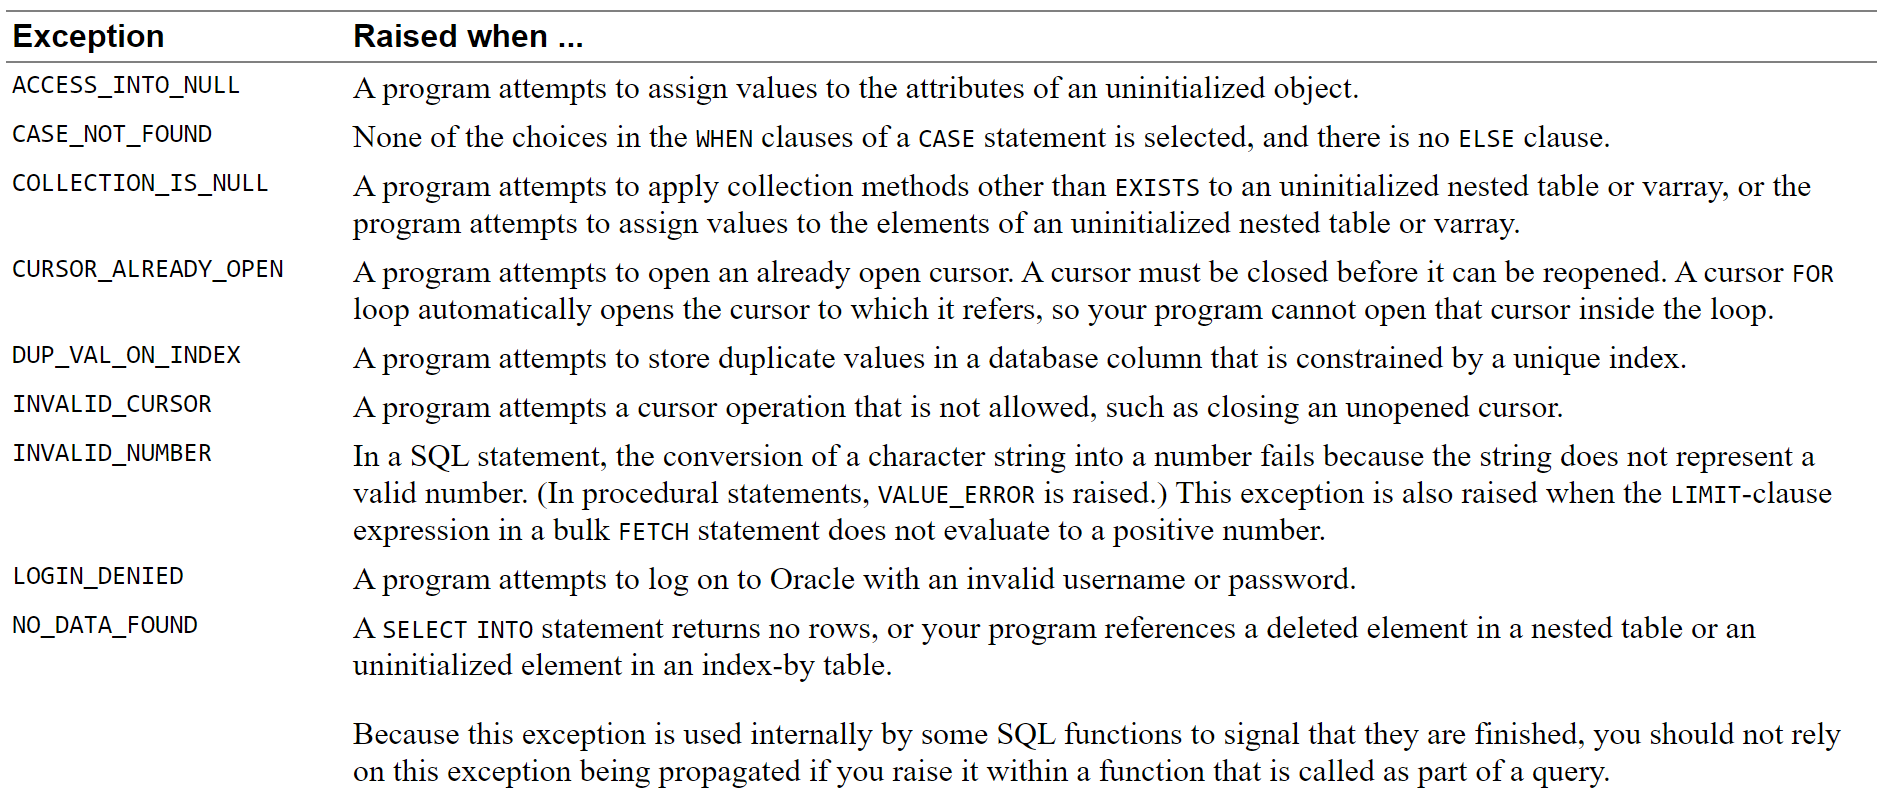 Exception Raised when ...
ACCESS_INTO_NULL A program attempts to assign values to the attributes of an uninitialized object.
CASE_NOT_FOUND None of the choices in the WHEN clauses of a CASE statement is selected, and there is no ELSE clause.
COLLECTION_IS_NULL A program attempts to apply collection methods other than EXISTS to an uninitialized nested table or varray, or the
program attempts to assign values to the elements of an uninitialized nested table or varray.
CURSOR_ALREADY_OPEN A program attempts to open an already open cursor. A cursor must be closed before it can be reopened. A cursor FOR
loop automatically opens the cursor to which it refers, so your program cannot open that cursor inside the loop.
DUP_VAL_ON_INDEX A program attempts to store duplicate values in a database column that is constrained by a unique index.
INVALID_CURSOR A program attempts a cursor operation that is not allowed, such as closing an unopened cursor.
INVALID_NUMBER In a SQL statement, the conversion of a character string into a number fails because the string does not represent a
valid number. (In procedural statements, VALUE_ERROR is raised.) This exception is also raised when the LIMIT-clause
expression in a bulk FETCH statement does not evaluate to a positive number.
LOGIN_DENIED A program attempts to log on to Oracle with an invalid username or password.
NO_DATA_FOUND A SELECT INTO statement returns no rows, or your program references a deleted element in a nested table or an
uninitialized element in an index-by table.
Because this exception is used internally by some SQL functions to signal that they are finished, you should not rely
on this exception being propagated if you raise it within a function that is called as part of a query.